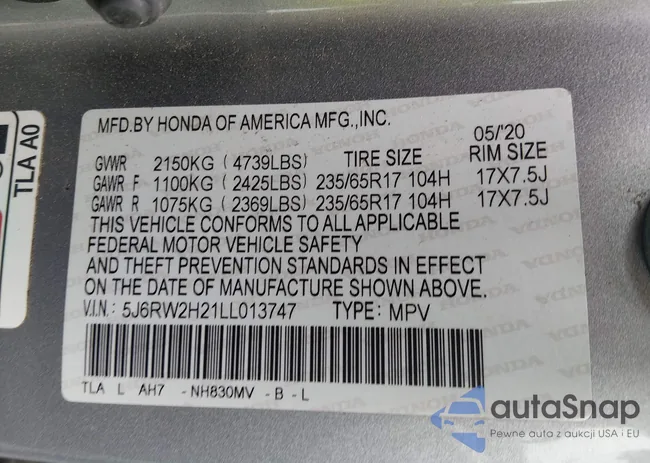 TLA A0
MFD.BY HONDA OF AMERICA MFG.,INC.
05/'20
GVWR 2150KG (4739LBS) TIRE SIZE RIM SIZE
GAWR F 1100KG (2425LBS) 235/65R17 104H 17X7.5J
GAWR R 1075KG (2369LBS) 235/65R17 104H 17X7.5J
THIS VEHICLE CONFORMS TO ALL APPLICABLE
FEDERAL MOTOR VEHICLE SAFETY
AND THEFT PREVENTION STANDARDS IN EFFECT
ON THE DATE OF MANUFACTURE SHOWN ABOVE.
V.I.N.: 5J6RW2H21LL013747 TYPE: MPV
TLA L AH7 -NH830MV -B -L
autoSnap
Pewne auta z aukcji USA i EU